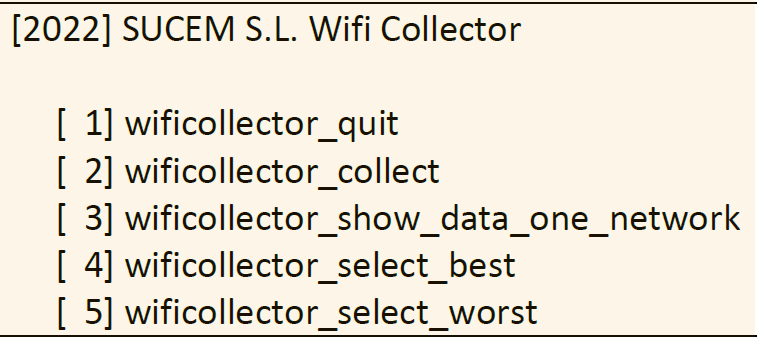 [2022] SUCEM S.L. Wifi Collector
[ 1] wificollector_quit
[ 2] wificollector_collect
[ 3] wificollector_show_data_one_network
[ 4] wificollector_select_best
[ 5] wificollector_select_worst